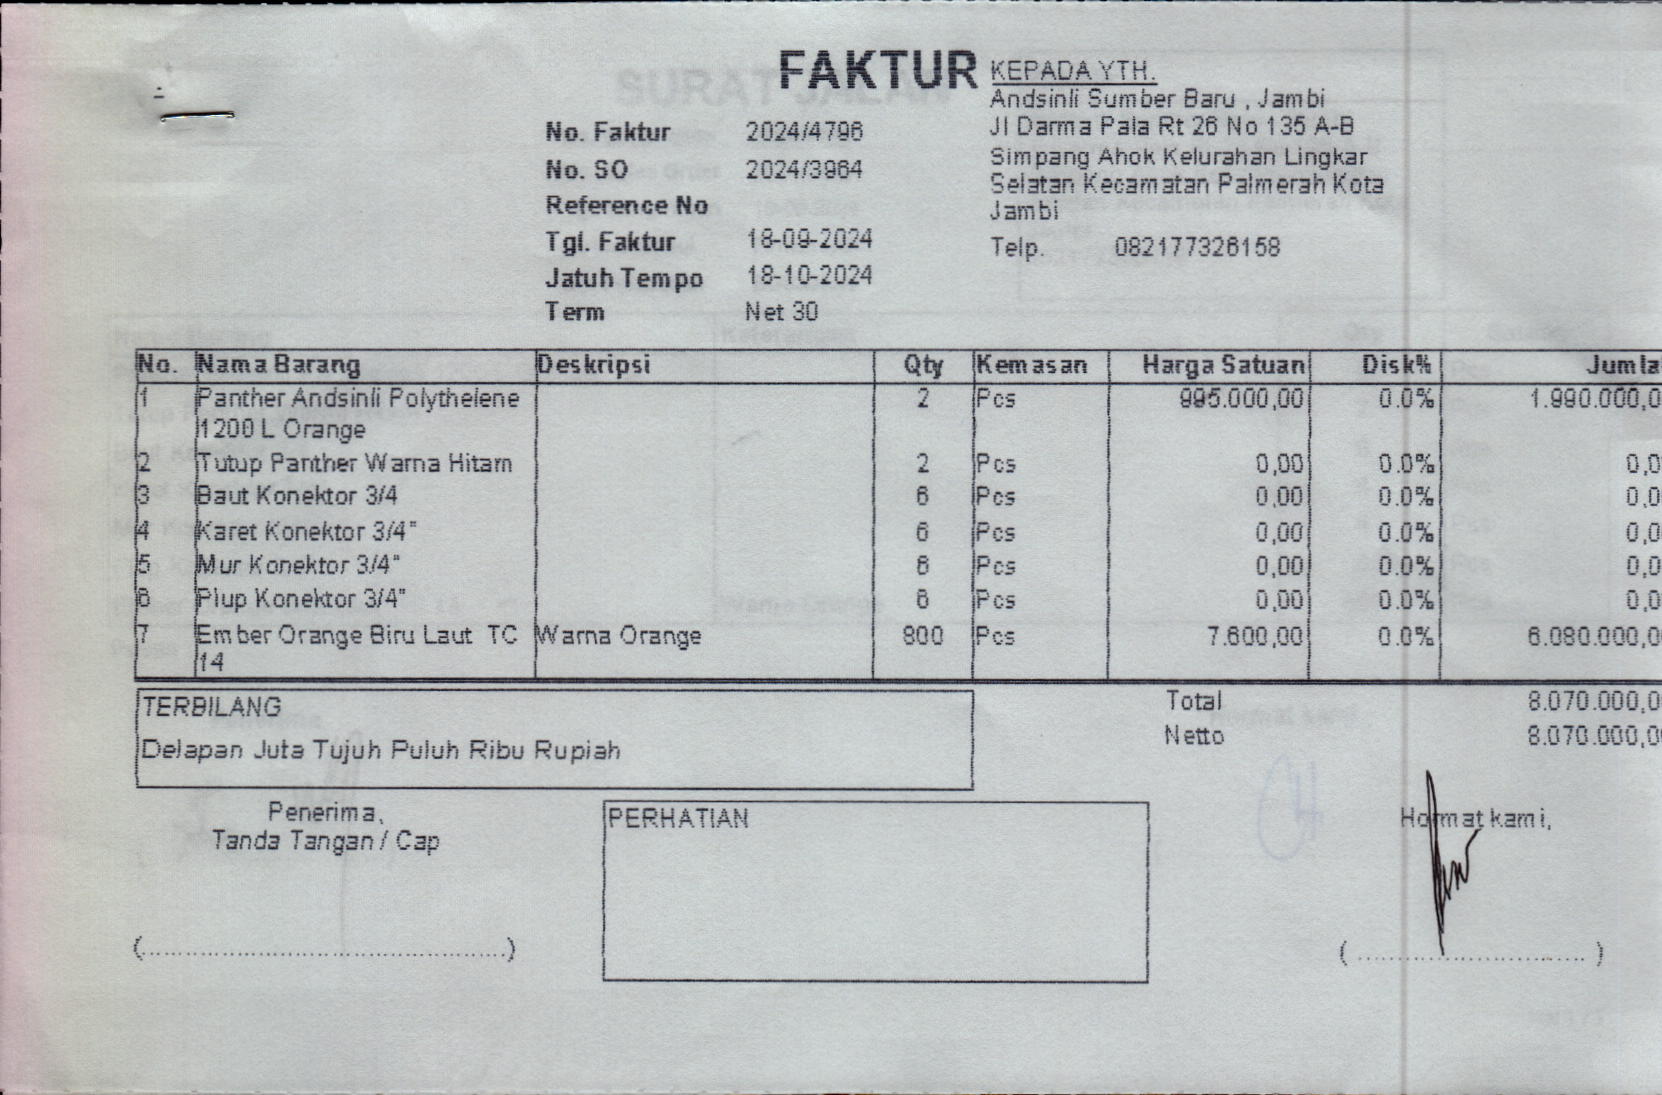 FAKTUR
KEPADA YTH.
Andsinli Sumber Baru , Jambi
Jl Darma Pala Rt 26 No 135 A-B
Simpang Ahok Kelurahan Lingkar
Selatan Kecamatan Palmerah Kota
Jambi
Telp. 082177326158
No. Faktur 2024/4796
No. SO 2024/3964
Reference No
Tgl. Faktur 18-09-2024
Jatuh Tempo 18-10-2024
Term Net 30
No. Nama Barang Deskripsi Qty Kemasan Harga Satuan Disk% Jumla
1 Panther Andsinli Polythelene 2 Pcs 995.000,00 0.0% 1.990.000,0
1200 L Orange
2 Tutup Panther Warna Hitam 2 Pcs 0,00 0.0% 0,0
3 Baut Konektor 3/4 6 Pcs 0,00 0.0% 0,0
4 Karet Konektor 3/4" 6 Pcs 0,00 0.0% 0,0
5 Mur Konektor 3/4" 6 Pcs 0,00 0.0% 0,0
6 Plup Konektor 3/4" 6 Pcs 0,00 0.0% 0,0
7 Ember Orange Biru Laut TC Warna Orange 800 Pcs 7.600,00 0.0% 6.080.000,0
14
TERBILANG
Delapan Juta Tujuh Puluh Ribu Rupiah
Total 8.070.000,0
Netto 8.070.000,0
Penerima,
Tanda Tangan / Cap
PERHATIAN
Hormat kami,
(..................................................)
( ............................... )